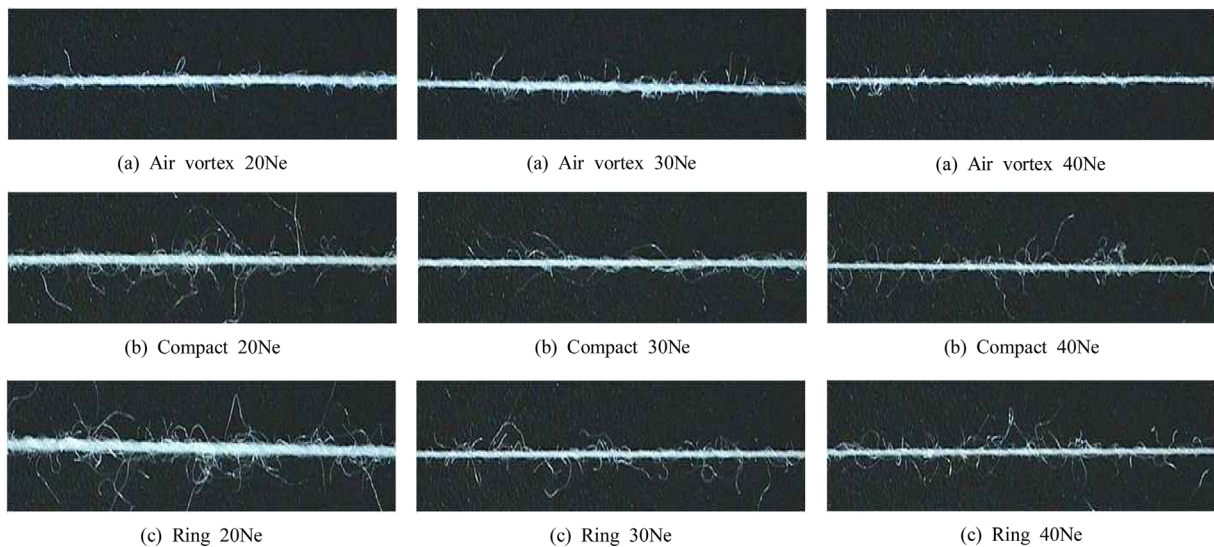 (a) Air vortex 20Ne
(a) Air vortex 30Ne
(a) Air vortex 40Ne
(b) Compact 20Ne
(b) Compact 30Ne
(b) Compact 40Ne
(c) Ring 20Ne
(c) Ring 30Ne
(c) Ring 40Ne